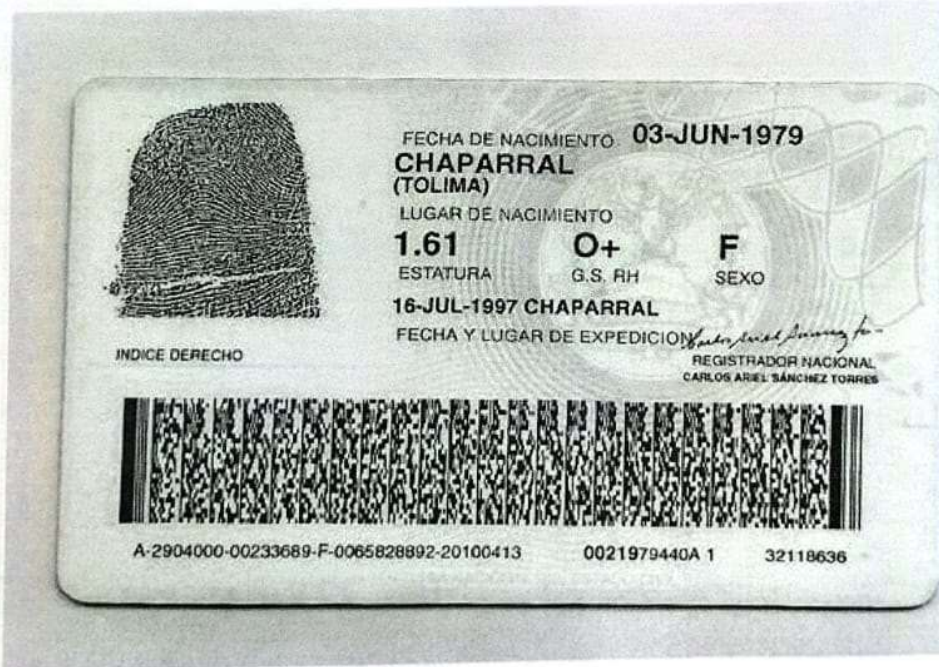 FECHA DE NACIMIENTO 03-JUN-1979
CHAPARRAL
(TOLIMA)
LUGAR DE NACIMIENTO
1.61 O+ F
ESTATURA G.S. RH SEXO
16-JUL-1997 CHAPARRAL
FECHA Y LUGAR DE EXPEDICION
INDICE DERECHO
REGISTRADOR NACIONAL
CARLOS ARIEL SÁNCHEZ TORRES
A-2904000-00233689-F-0065828892-20100413 0021979440A 1 32118636